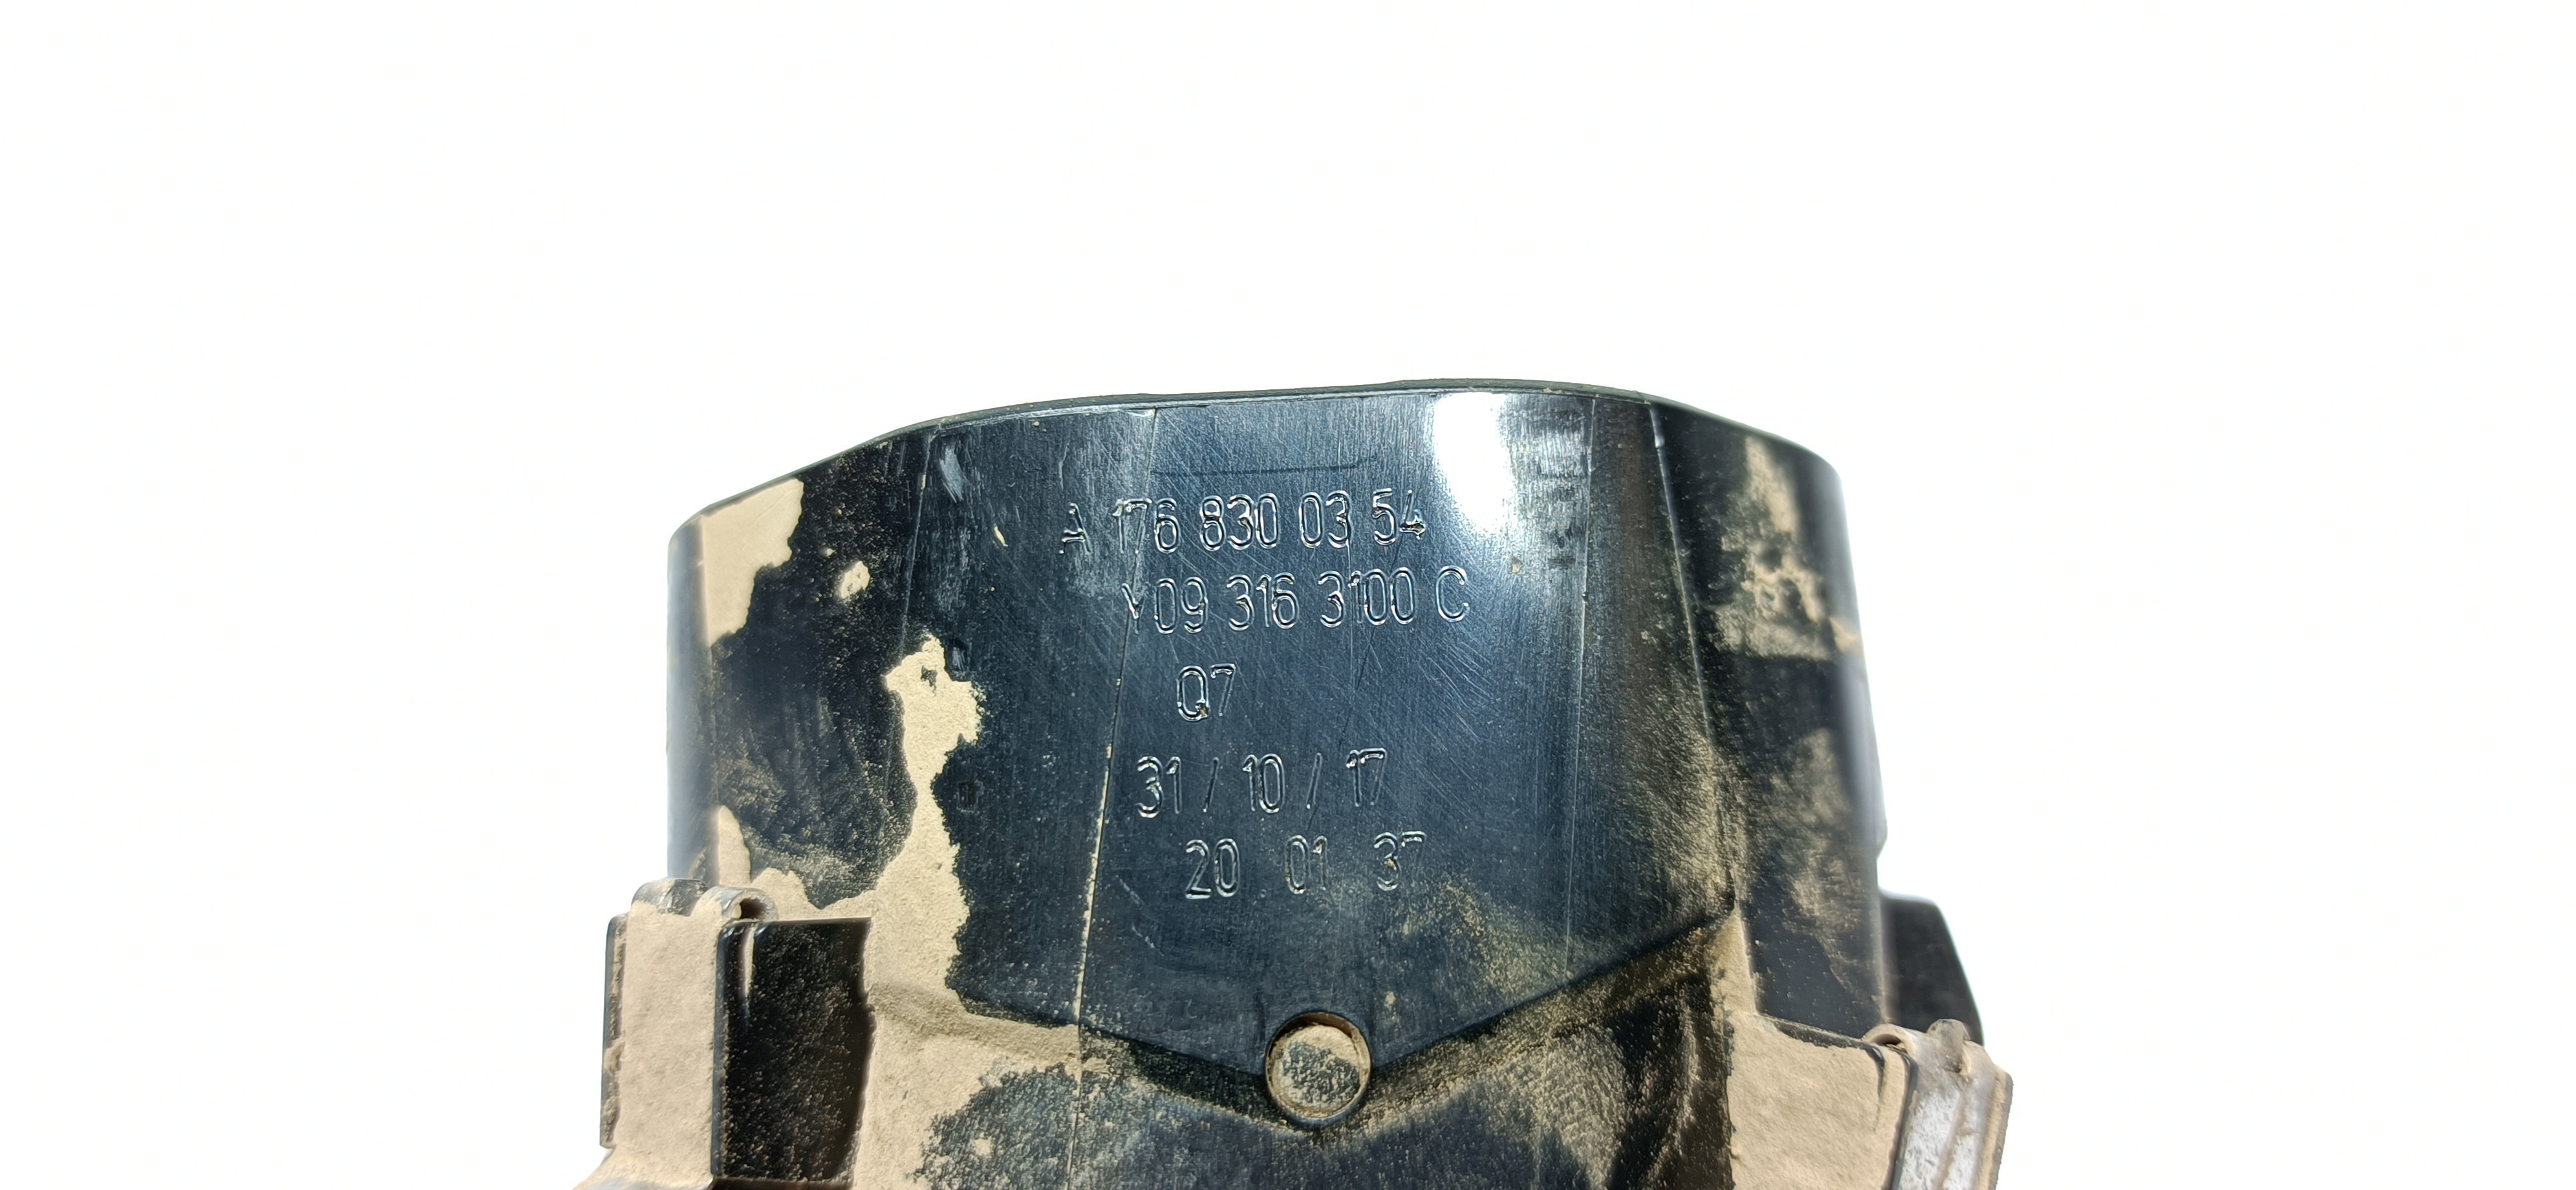 A 176 830 03 54
Y09 316 3100 C
Q7
31 / 10 / 17
20 01 37